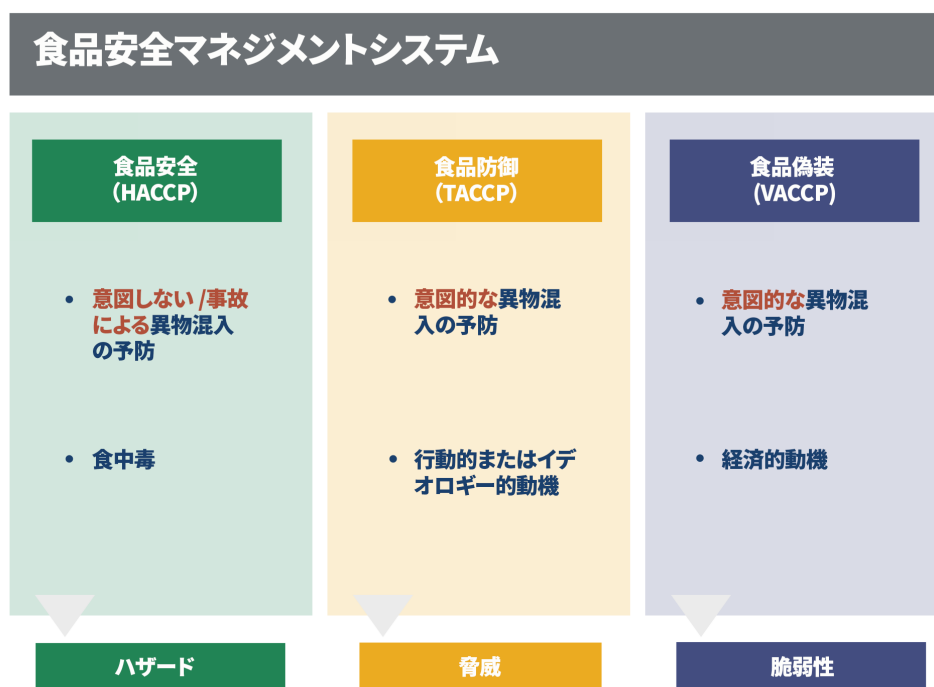 食品安全マネジメントシステム
食品安全
(HACCP)
• 意図しない /事故
による異物混入
の予防
• 食中毒
ハザード
食品防御
(TACCP)
• 意図的な異物混
入の予防
• 行動的またはイデ
オロギー的動機
脅威
食品偽装
(VACCP)
• 意図的な異物混
入の予防
• 経済的動機
脆弱性